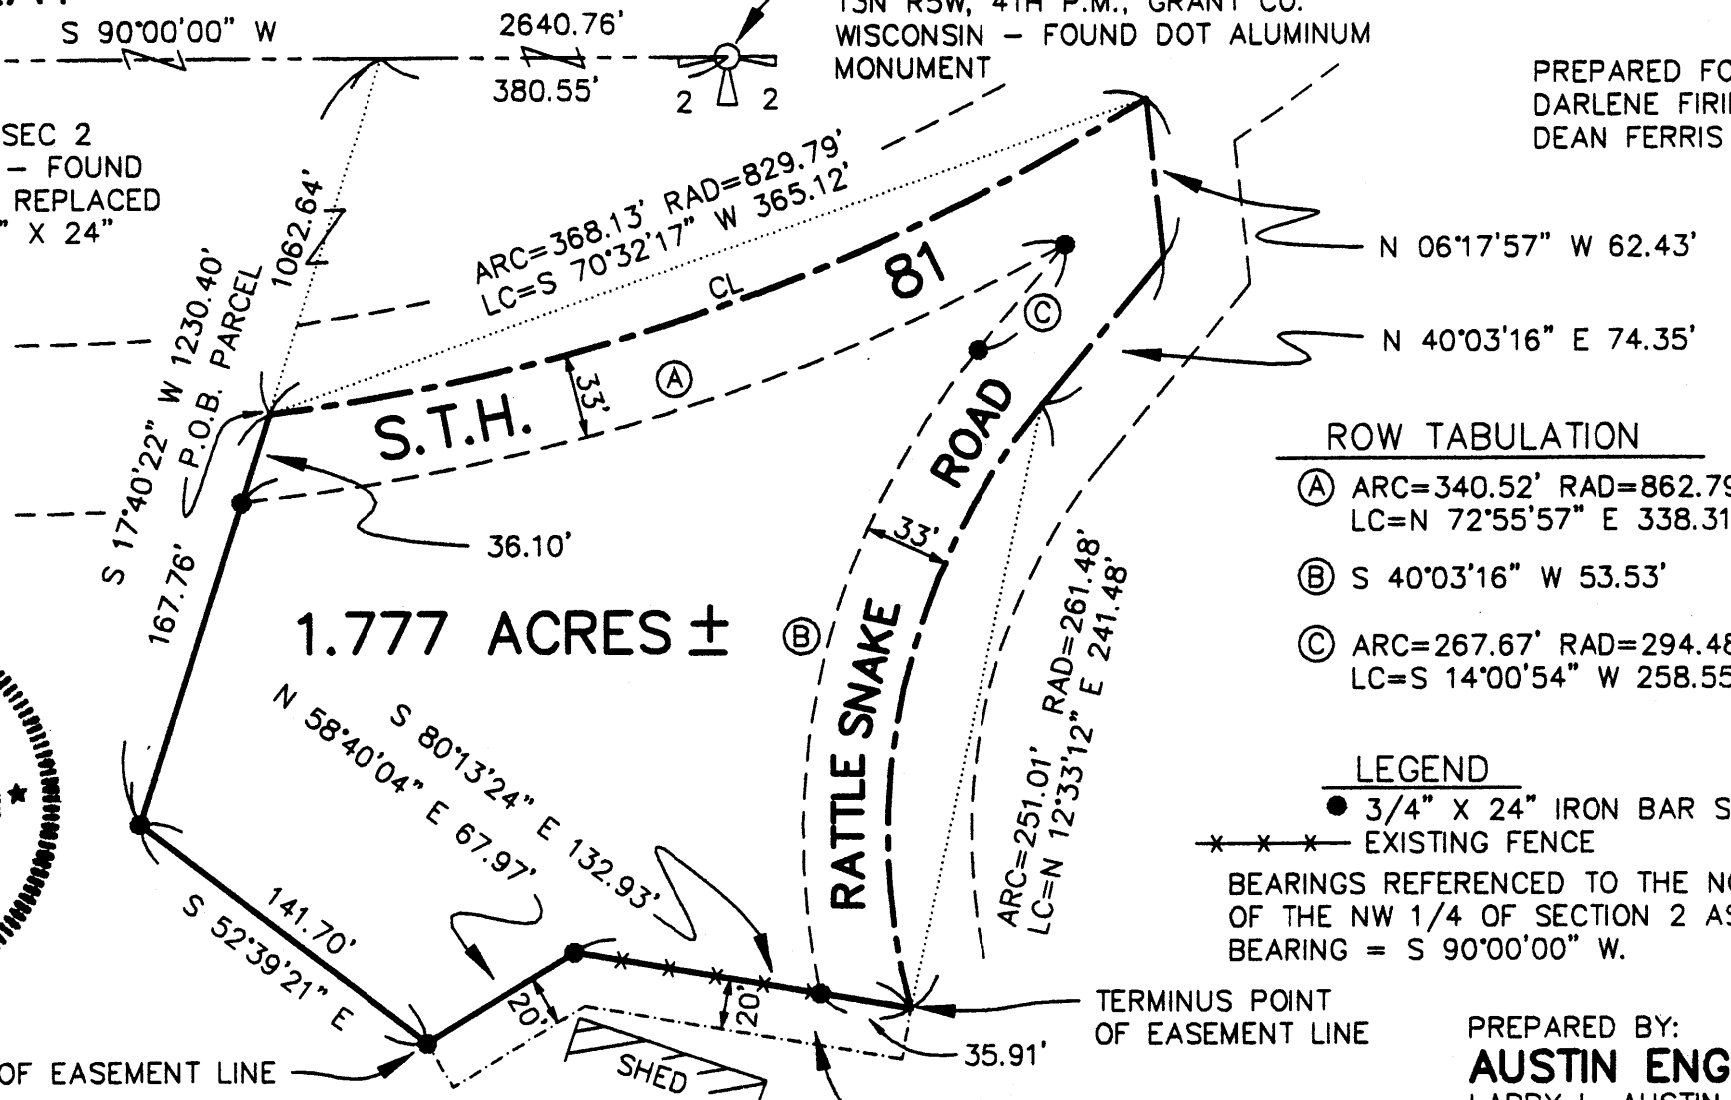 S 90°00'00" W
2640.76'
380.55'
2 2
T3N R5W, 4TH P.M., GRANT CO.
WISCONSIN – FOUND DOT ALUMINUM
MONUMENT
DARLENE
DEAN FERRIS
PREPARED
SEC 2
– FOUND
REPLACED
X 24"
1062.64'
S 17°40'22" W 1230.40'
P.O.B. PARCEL
ARC=368.13' RAD=829.79'
LC=S 70°32'17" W 365.12'
CL
81
S.T.H.
33'
A
C
N 06°17'57" W 62.43'
N 40°03'16" E 74.35'
36.10'
167.76'
1.777 ACRES ±
B
RATTLE SNAKE ROAD
33'
ARC=251.01' RAD=261.48'
LC=N 12°33'12" E 241.48'
ROW TABULATION
A ARC=340.52' RAD=862.79
LC=N 72°55'57" E 338.31
B S 40°03'16" W 53.53'
C ARC=267.67' RAD=294.48
LC=S 14°00'54" W 258.55
S 80°13'24" E 132.93'
N 58°40'04" E 67.97'
141.70'
S 52°39'21" E
20'
20'
SHED
35.91'
TERMINUS POINT
OF EASEMENT LINE
OF EASEMENT LINE
LEGEND
3/4" X 24" IRON BAR
EXISTING FENCE
BEARINGS REFERENCED TO THE
OF THE NW 1/4 OF SECTION 2
BEARING = S 90°00'00" W.
PREPARED BY:
AUSTIN ENG
LARRY L. AUSTIN